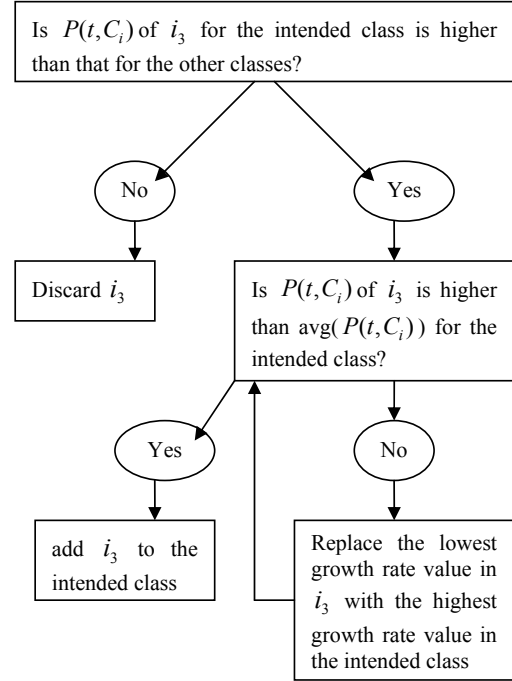 Is P(t,C_i) of i_3 for the intended class is higher
than that for the other classes?
No
Yes
Discard i_3
Is P(t,C_i) of i_3 is higher
than avg( P(t,C_i) ) for the
intended class?
Yes
No
add i_3 to the
intended class
Replace the lowest
growth rate value in
i_3 with the highest
growth rate value in
the intended class